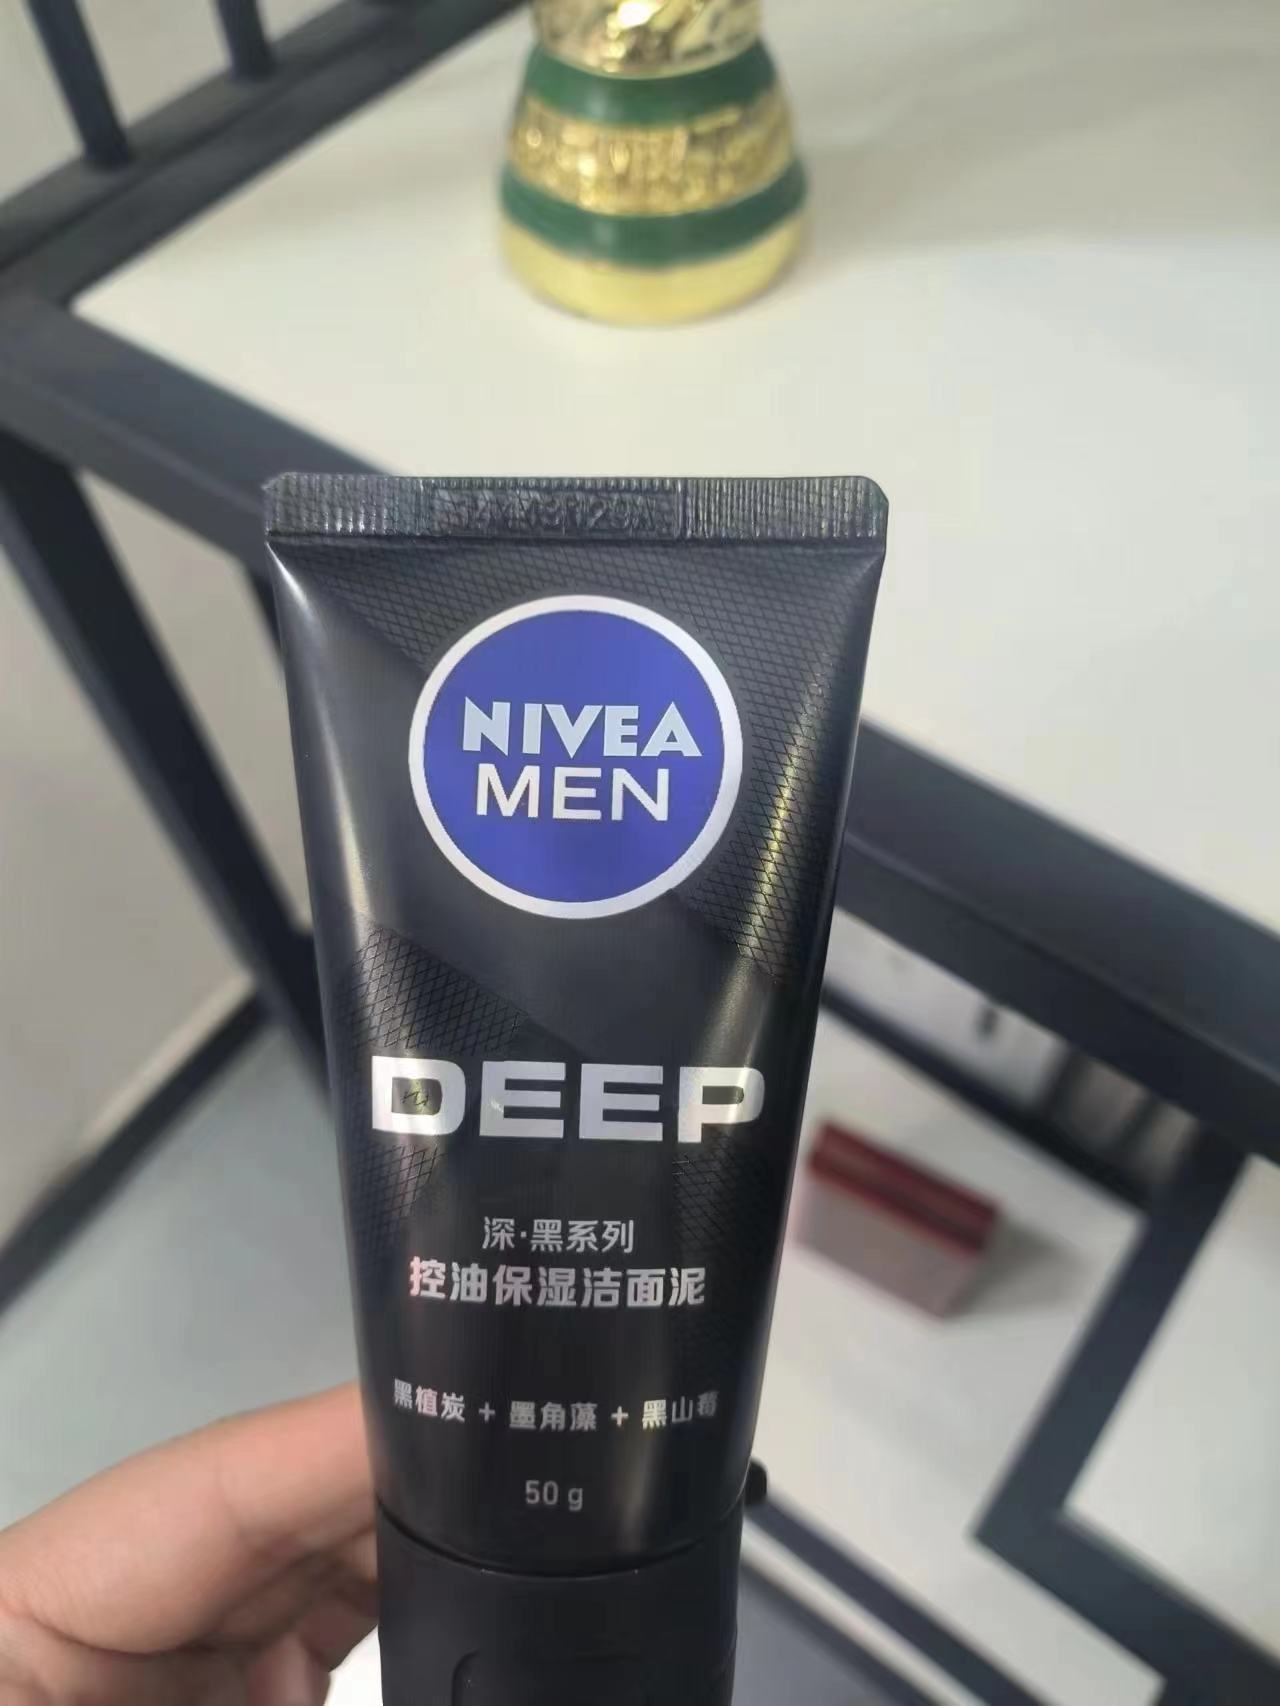 NIVEA
MEN
DEEP
深·黑系列
控油保湿洁面泥
黑植炭 + 墨角藻 + 黑山莓
50 g